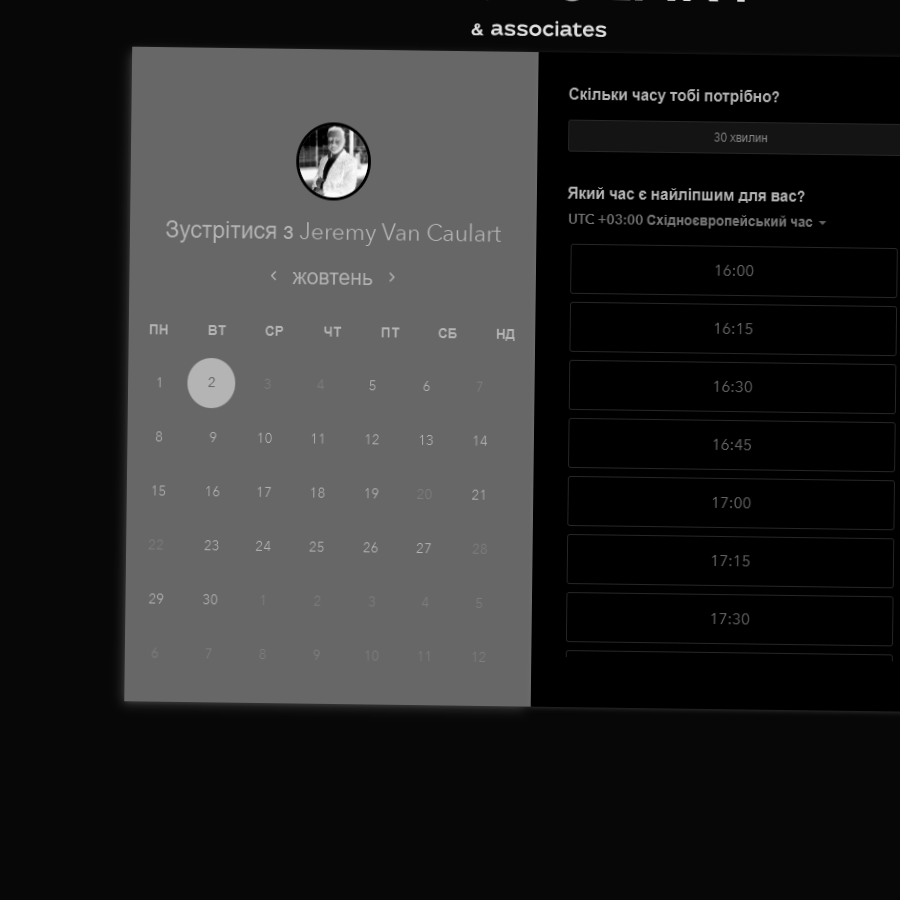 & associates
Зустрітися з Jeremy Van Caulart
‹ жовтень ›
ПН ВТ СР ЧТ ПТ СБ НД
1 2 3 4 5 6 7
8 9 10 11 12 13 14
15 16 17 18 19 20 21
22 23 24 25 26 27 28
29 30 1 2 3 4 5
6 7 8 9 10 11 12
Скільки часу тобі потрібно?
30 хвилин
Який час є найліпшим для вас?
UTC +03:00 Східноєвропейський час
16:00
16:15
16:30
16:45
17:00
17:15
17:30